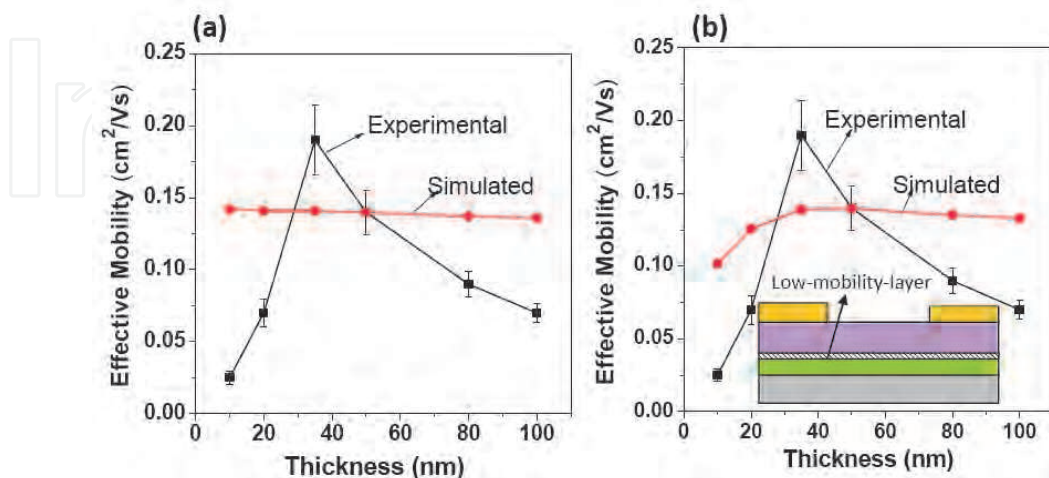 (a)
0.25
0.20
0.15
0.10
0.05
0.00
Effective Mobility (cm²/Vs)
Experimental
Simulated
0 20 40 60 80 100
Thickness (nm)
(b)
0.25
0.20
0.15
0.10
0.05
0.00
Effective Mobility (cm²/Vs)
Experimental
Simulated
Low-mobility-layer
0 20 40 60 80 100
Thickness (nm)